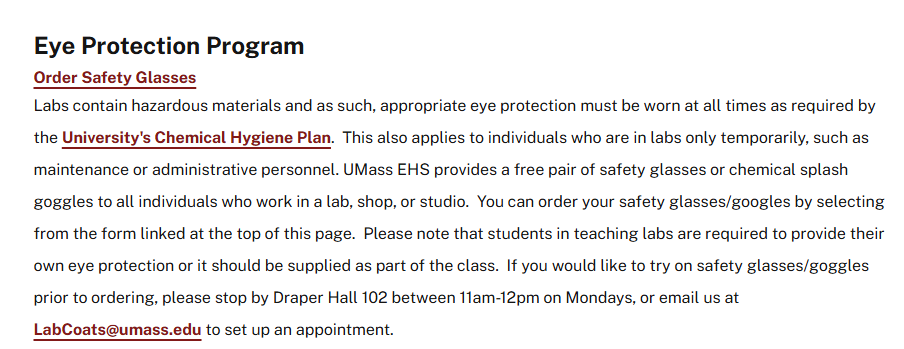 Eye Protection Program
Order Safety Glasses
Labs contain hazardous materials and as such, appropriate eye protection must be worn at all times as required by
the University's Chemical Hygiene Plan.  This also applies to individuals who are in labs only temporarily, such as
maintenance or administrative personnel. UMass EHS provides a free pair of safety glasses or chemical splash
goggles to all individuals who work in a lab, shop, or studio.  You can order your safety glasses/googles by selecting
from the form linked at the top of this page.  Please note that students in teaching labs are required to provide their
own eye protection or it should be supplied as part of the class.  If you would like to try on safety glasses/goggles
prior to ordering, please stop by Draper Hall 102 between 11am-12pm on Mondays, or email us at
LabCoats@umass.edu to set up an appointment.